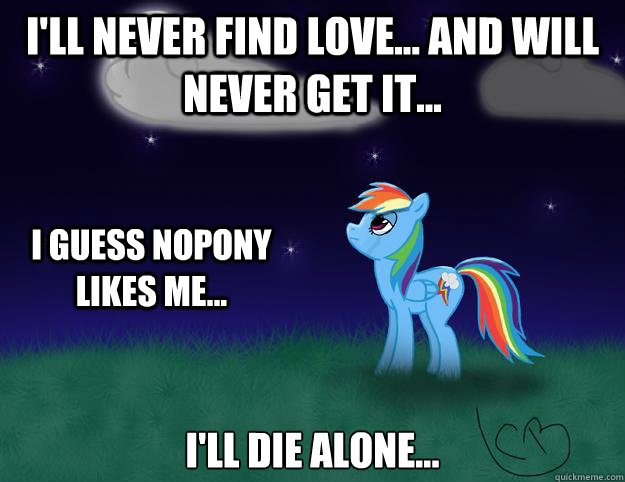 I'LL NEVER FIND LOVE... AND WILL
NEVER GET IT...
I GUESS NOPONY
LIKES ME...
I'LL DIE ALONE...
quickmeme.com